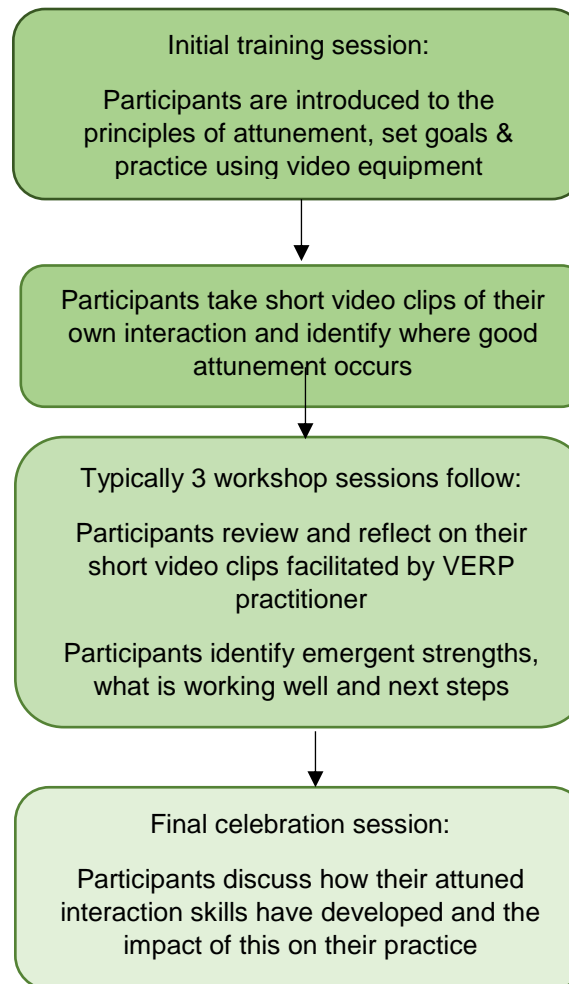 Initial training session:
Participants are introduced to the
principles of attunement, set goals &
practice using video equipment
Participants take short video clips of their
own interaction and identify where good
attunement occurs
Typically 3 workshop sessions follow:
Participants review and reflect on their
short video clips facilitated by VERP
practitioner
Participants identify emergent strengths,
what is working well and next steps
Final celebration session:
Participants discuss how their attuned
interaction skills have developed and the
impact of this on their practice